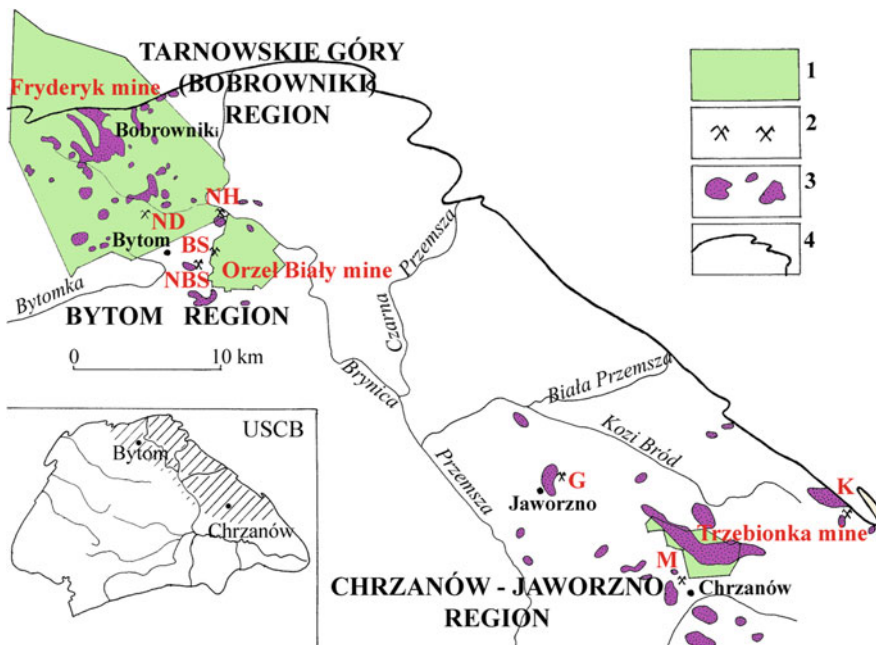 TARNOWSKIE GÓRY
(BOBROWNIKI)
REGION
Fryderyk mine
Bobrowniki
NH
ND
Bytom
BS
NBS
Orzeł Biały mine
Bytomka
BYTOM REGION
0 10 km
Czarna Przemsza
Brynica
Przemsza
Biała Przemsza
Kozi Bród
1
2
3
4
USCB
Bytom
Chrzanów
G
Jaworzno
K
Trzebionka mine
M
Chrzanów
CHRZANÓW - JAWORZNO
REGION